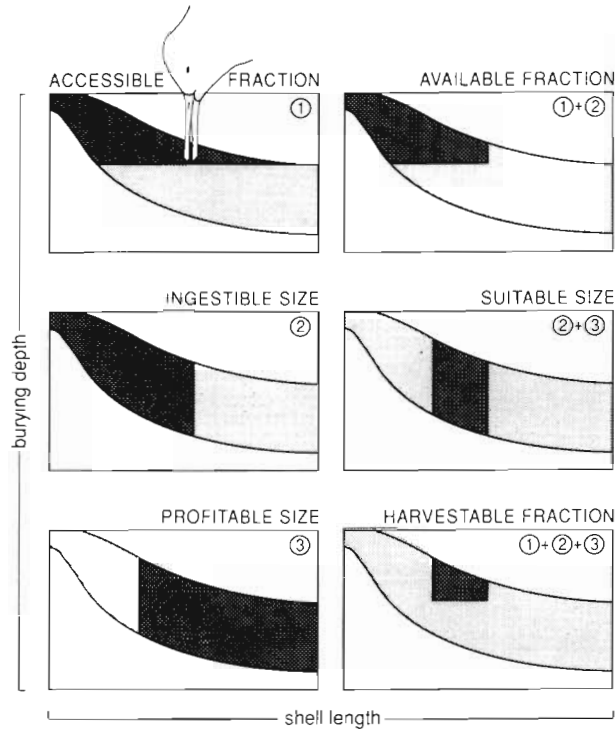 ACCESSIBLE FRACTION
①
AVAILABLE FRACTION
①+②
INGESTIBLE SIZE
②
SUITABLE SIZE
②+③
PROFITABLE SIZE
③
HARVESTABLE FRACTION
①+②+③
burying depth
shell length